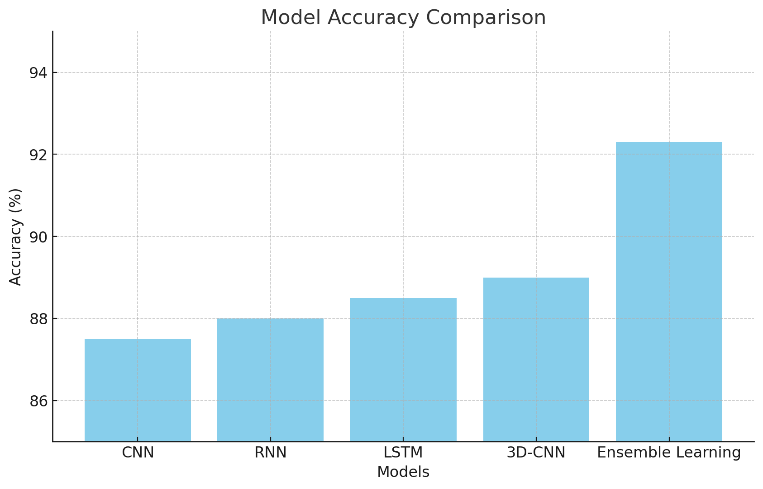 Model Accuracy Comparison
Accuracy (%)
94
92
90
88
86
CNN RNN LSTM 3D-CNN Ensemble Learning
Models